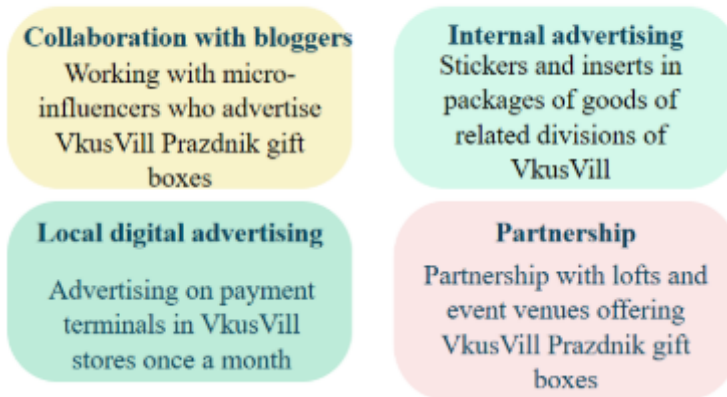 Collaboration with bloggers
Working with micro-
influencers who advertise
VkusVill Prazdnik gift
boxes
Internal advertising
Stickers and inserts in
packages of goods of
related divisions of
VkusVill
Local digital advertising
Advertising on payment
terminals in VkusVill
stores once a month
Partnership
Partnership with lofts and
event venues offering
VkusVill Prazdnik gift
boxes